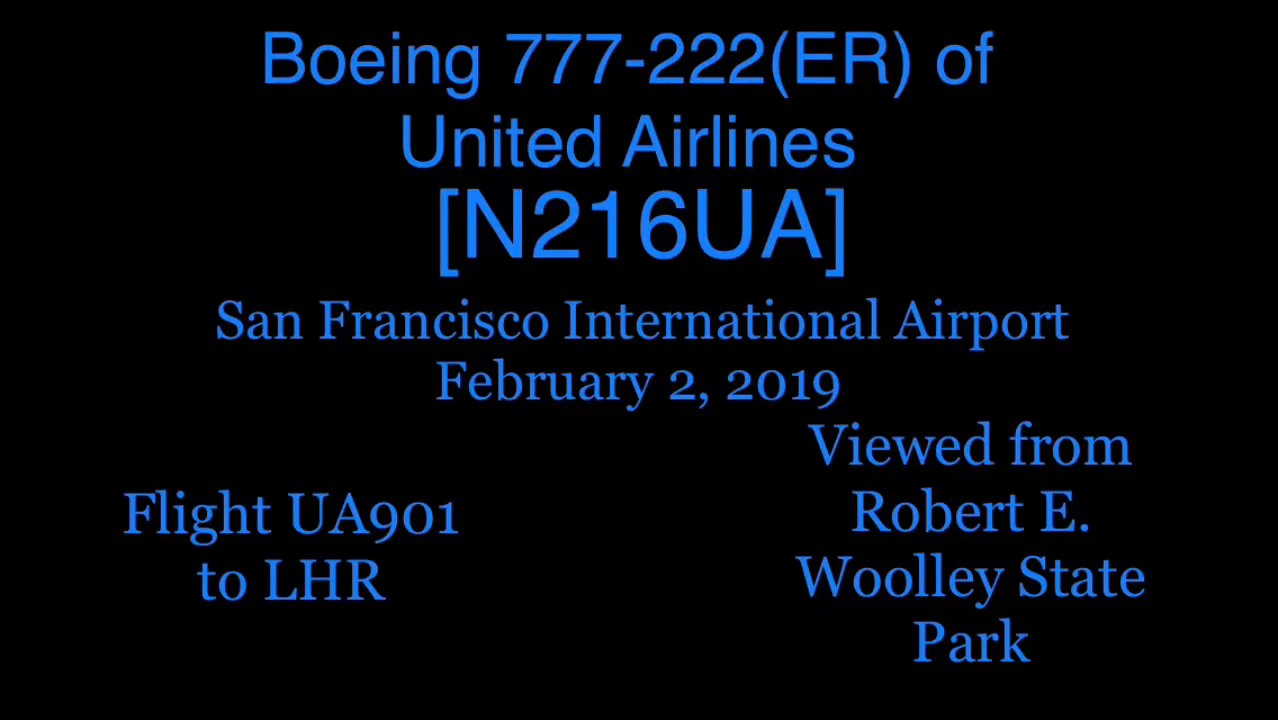 Boeing 777-222(ER) of
United Airlines
[N216UA]
San Francisco International Airport
February 2, 2019
Flight UA901
to LHR
Viewed from
Robert E.
Woolley State
Park